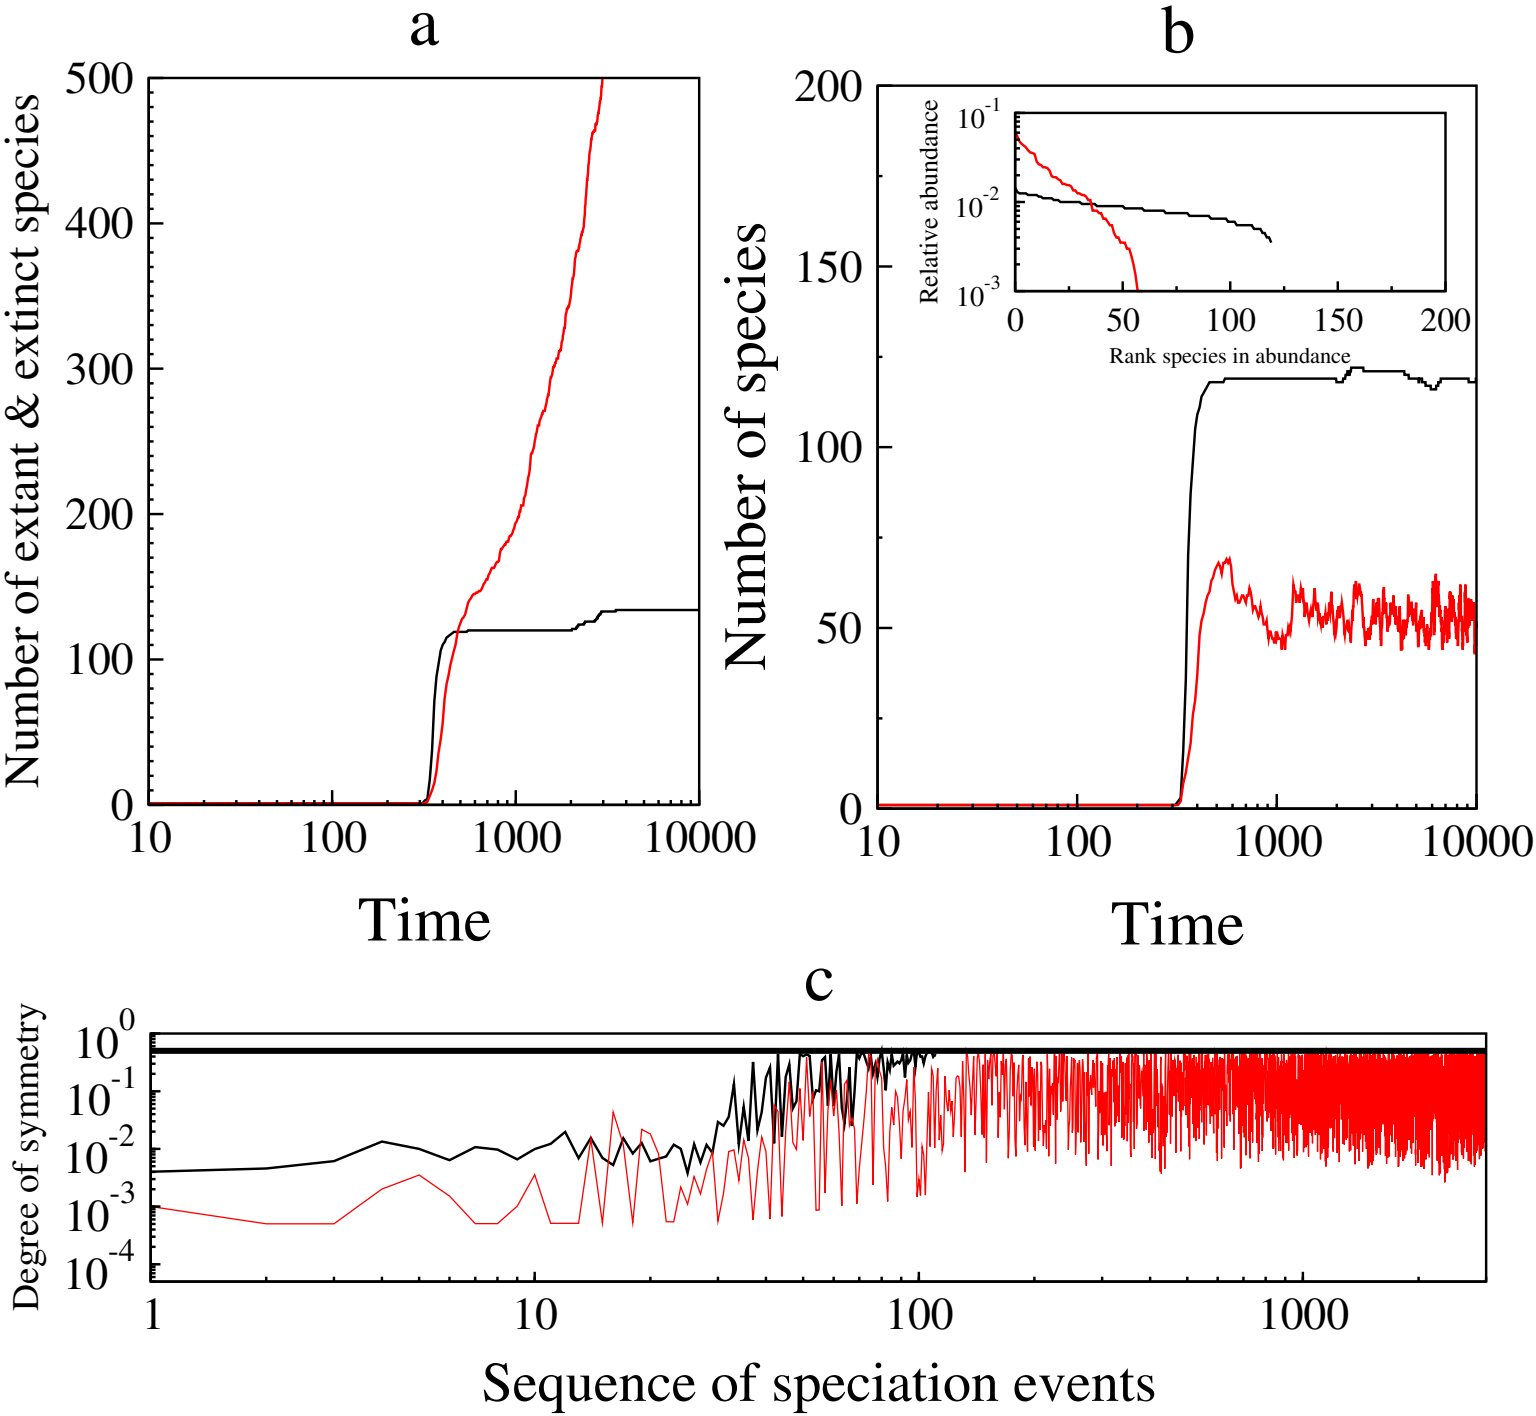 a
Number of extant & extinct species
500
400
300
200
100
0
10 100 1000 10000
Time
b
Number of species
200
150
100
50
0
10 100 1000 10000
Time
Relative abundance
10^-1
10^-2
10^-3
0 50 100 150 200
Rank species in abundance
c
Degree of symmetry
10^0
10^-1
10^-2
10^-3
10^-4
1 10 100 1000
Sequence of speciation events